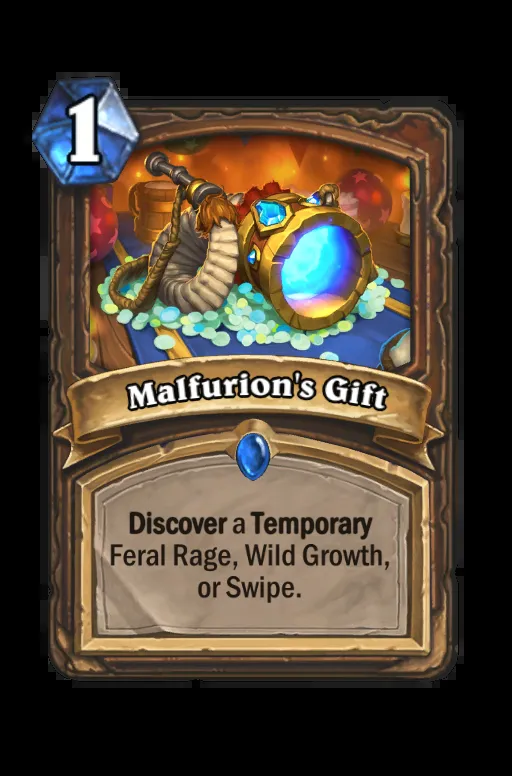 1
Malfurion's Gift
Discover a Temporary
Feral Rage, Wild Growth,
or Swipe.